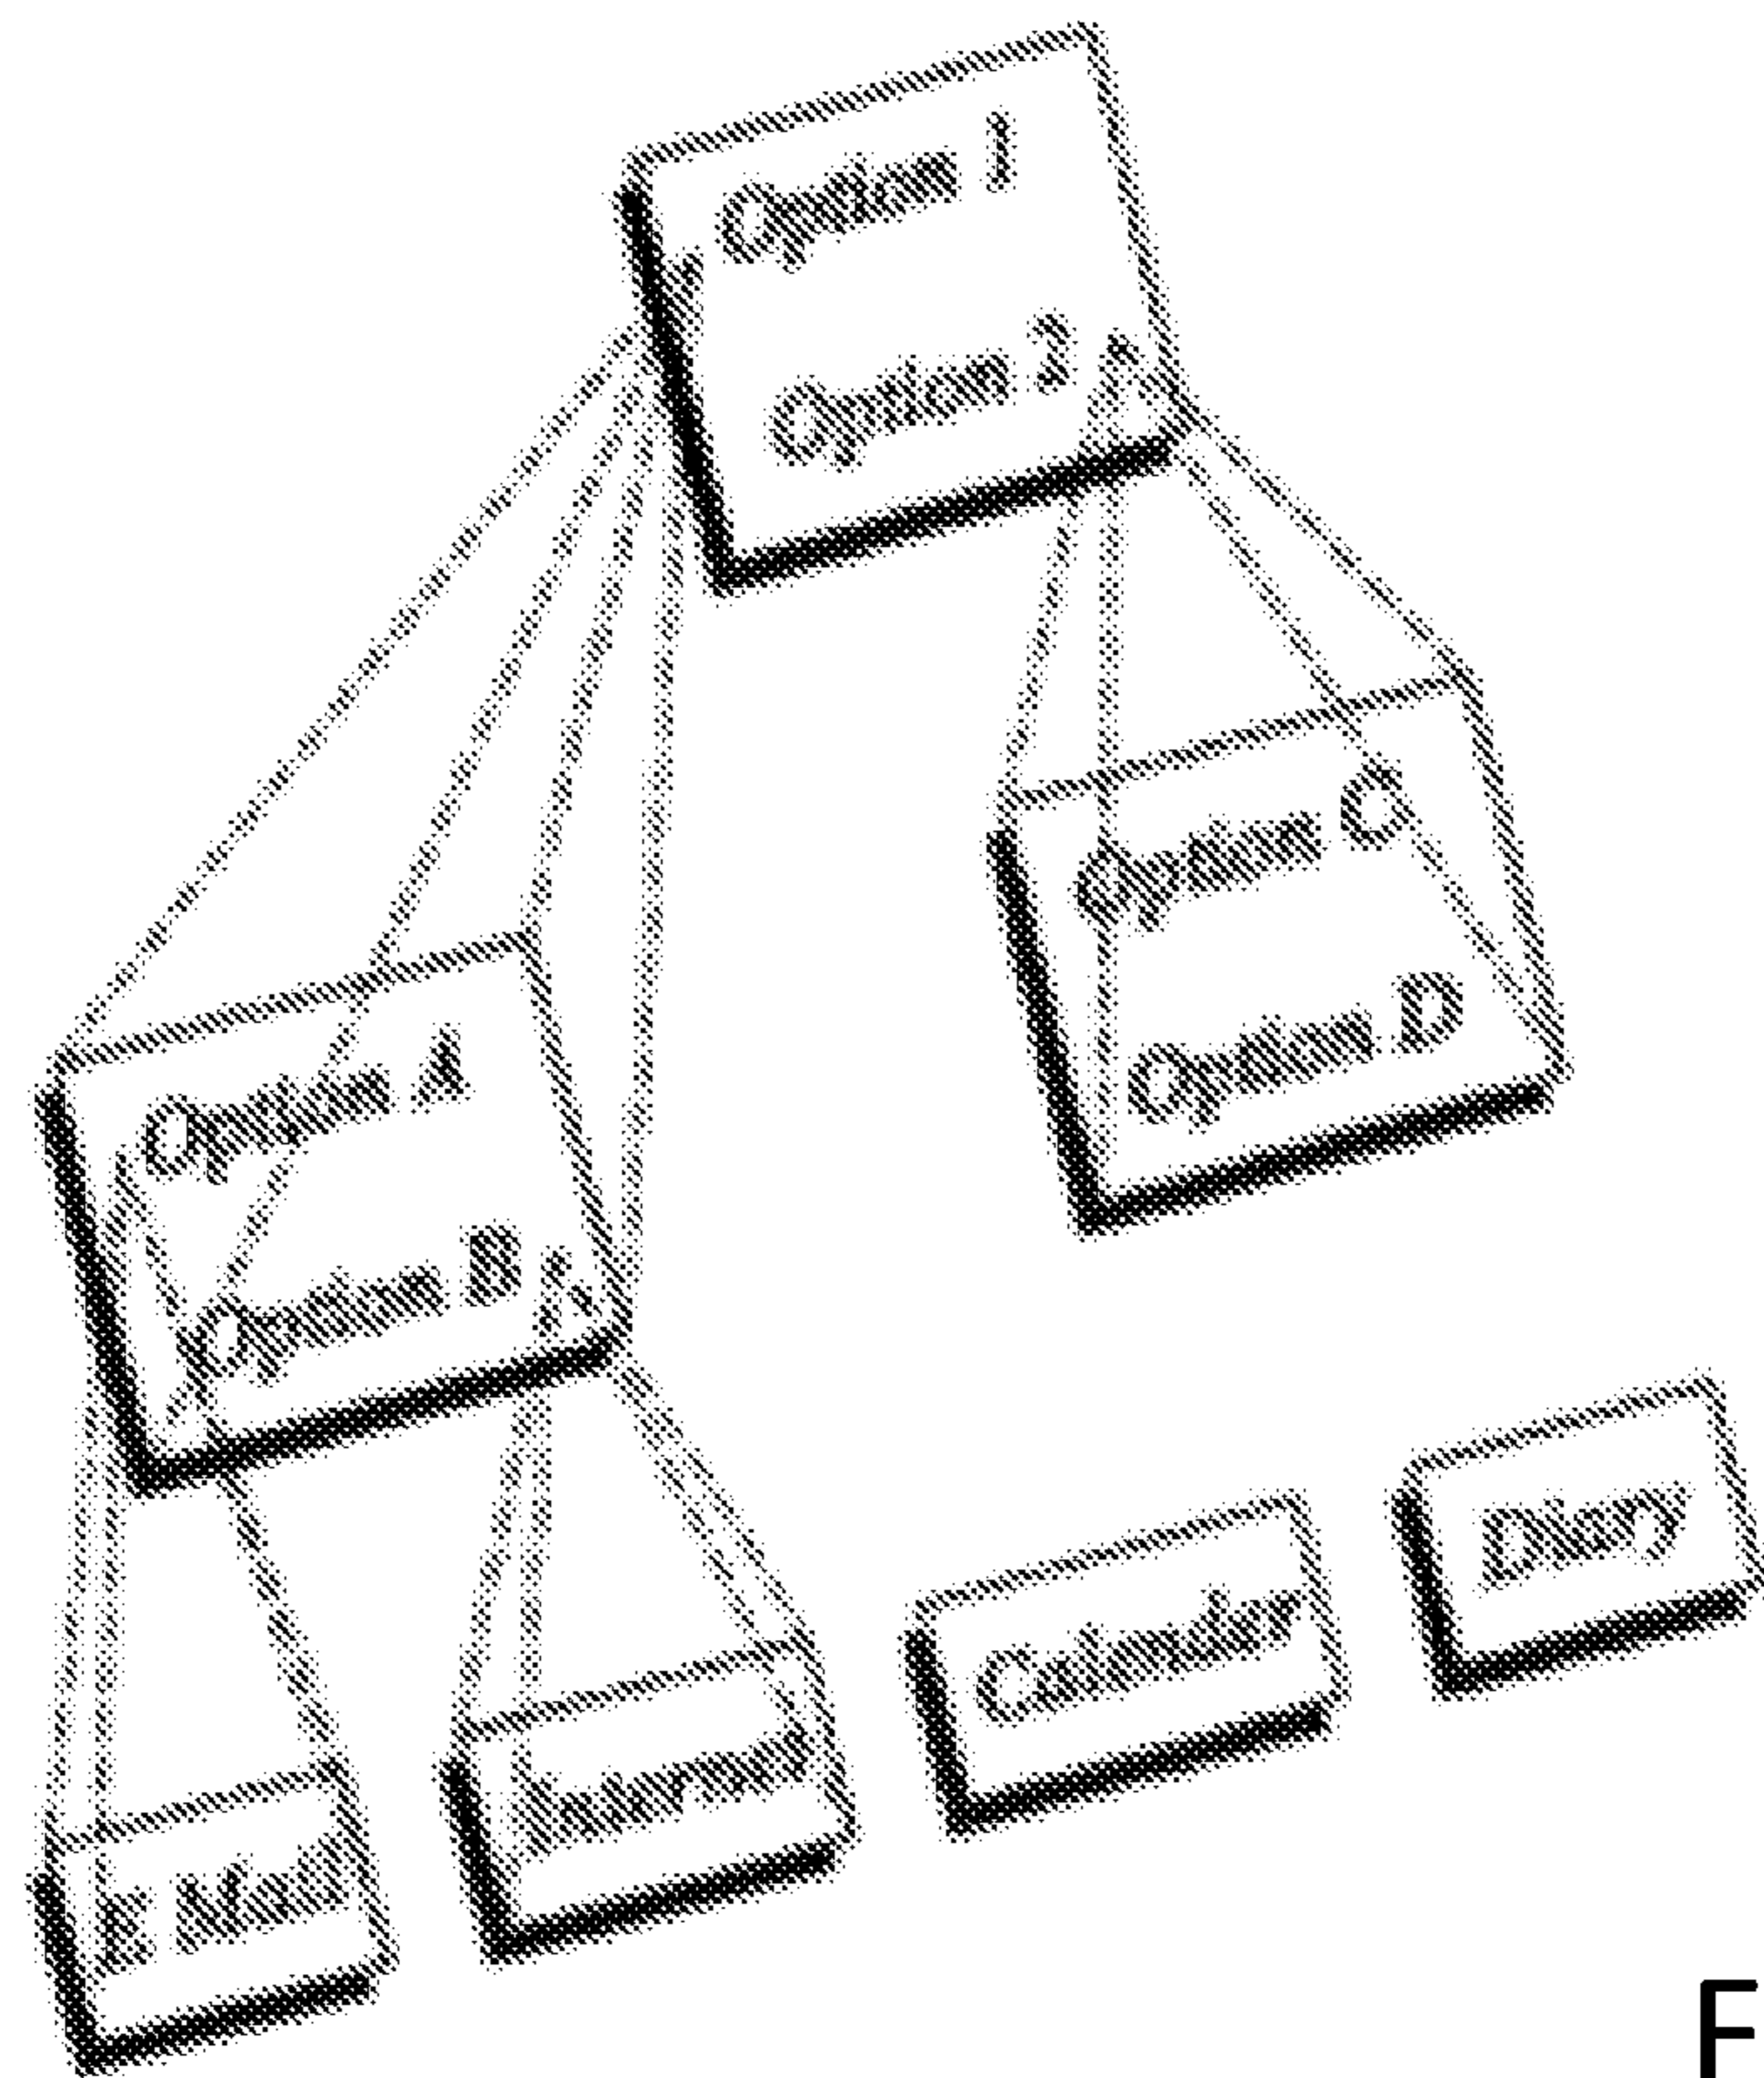 Option 1
Option 2
Option A
Option B
Option C
Option D
E Mail
Internet
Calendar
Diary
F